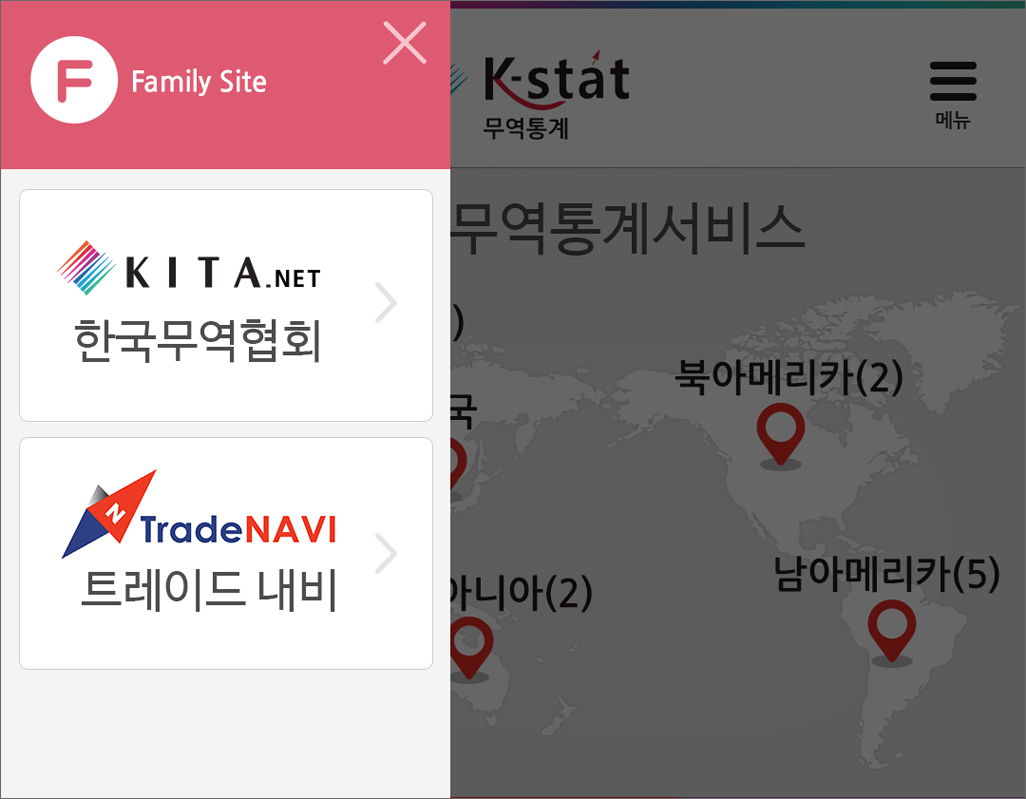 F Family Site
KITA.NET
한국무역협회
N TradeNAVI
트레이드 내비
K-stat
무역통계
메뉴
무역통계서비스
)
북아메리카(2)
국
남아메리카(5)
아니아(2)